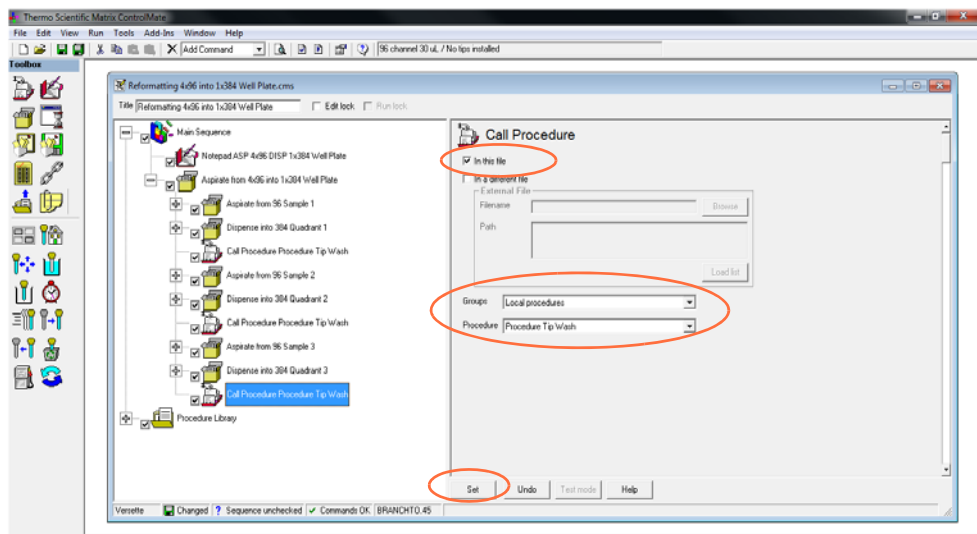 Thermo Scientific Matrix ControlMate
File Edit View Run Tools Add-Ins Window Help
Add Command
96 channel 30 uL / No tips installed
Toolbox
Reformatting 4x96 into 1x384 Well Plate.cms
Title Reformatting 4x96 into 1x384 Well Plate
Edit lock
Run lock
Main Sequence
Notepad ASP 4x96 DISP 1x384 Well Plate
Aspirate from 4x96 into 1x384 Well Plate
Aspirate from 96 Sample 1
Dispense into 384 Quadrant 1
Call Procedure Procedure Tip Wash
Aspirate from 96 Sample 2
Dispense into 384 Quadrant 2
Call Procedure Procedure Tip Wash
Aspirate from 96 Sample 3
Dispense into 384 Quadrant 3
Call Procedure Procedure Tip Wash
Procedure Library
Call Procedure
In this file
In a different file
External File
Filename
Browse
Path
Load list
Groups Local procedures
Procedure Procedure Tip Wash
Set Undo Test mode Help
Versette Changed ? Sequence unchecked Commands OK BRANCHTO.45